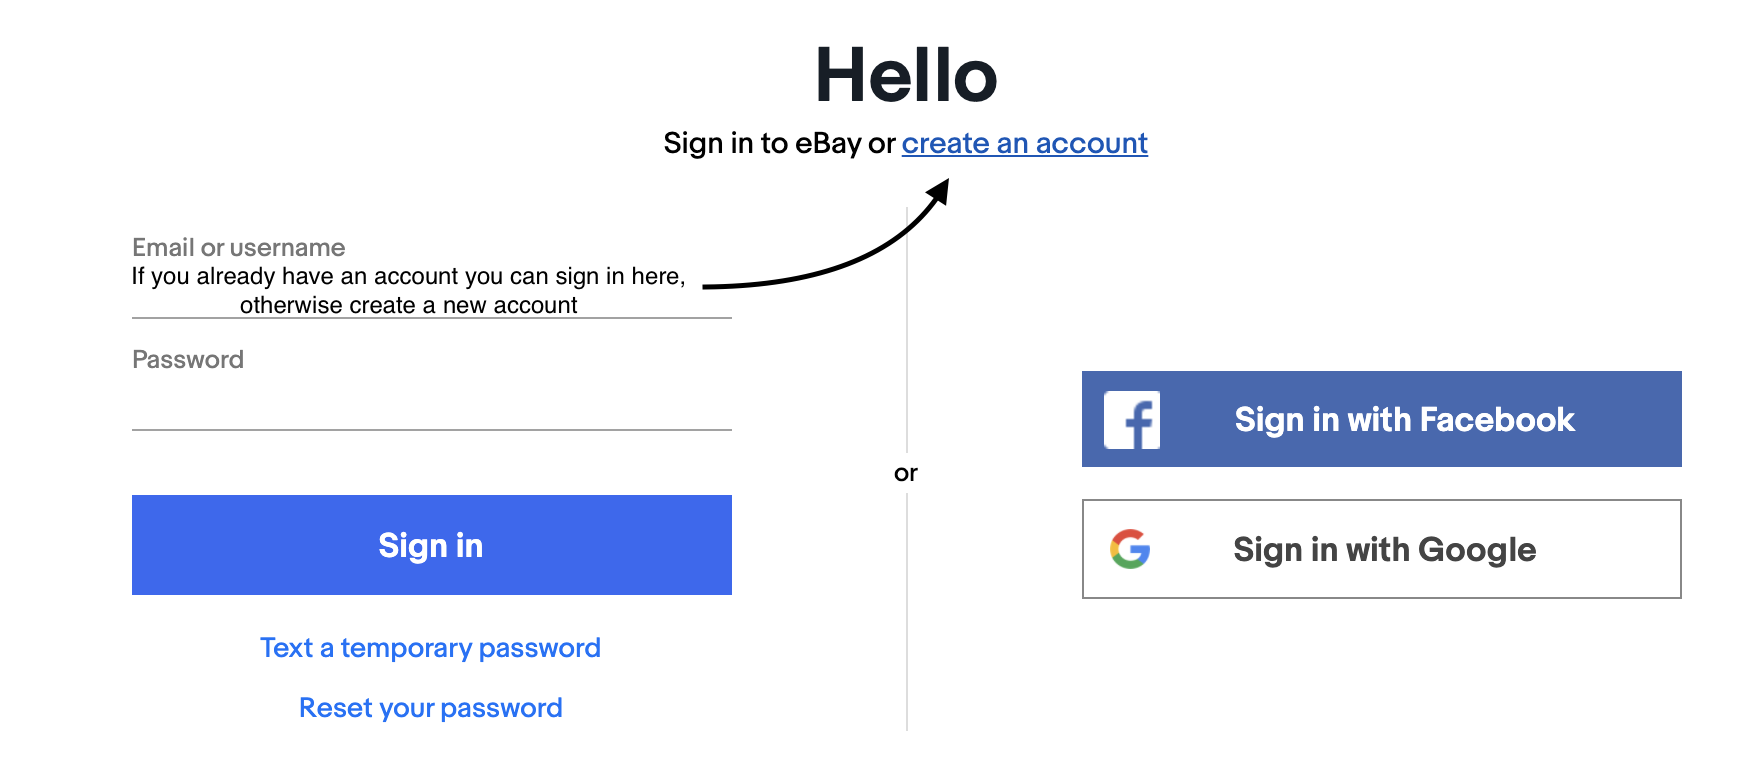 Hello
Sign in to eBay or create an account
Email or username
If you already have an account you can sign in here,
otherwise create a new account
Password
Sign in
Text a temporary password
Reset your password
or
Sign in with Facebook
Sign in with Google